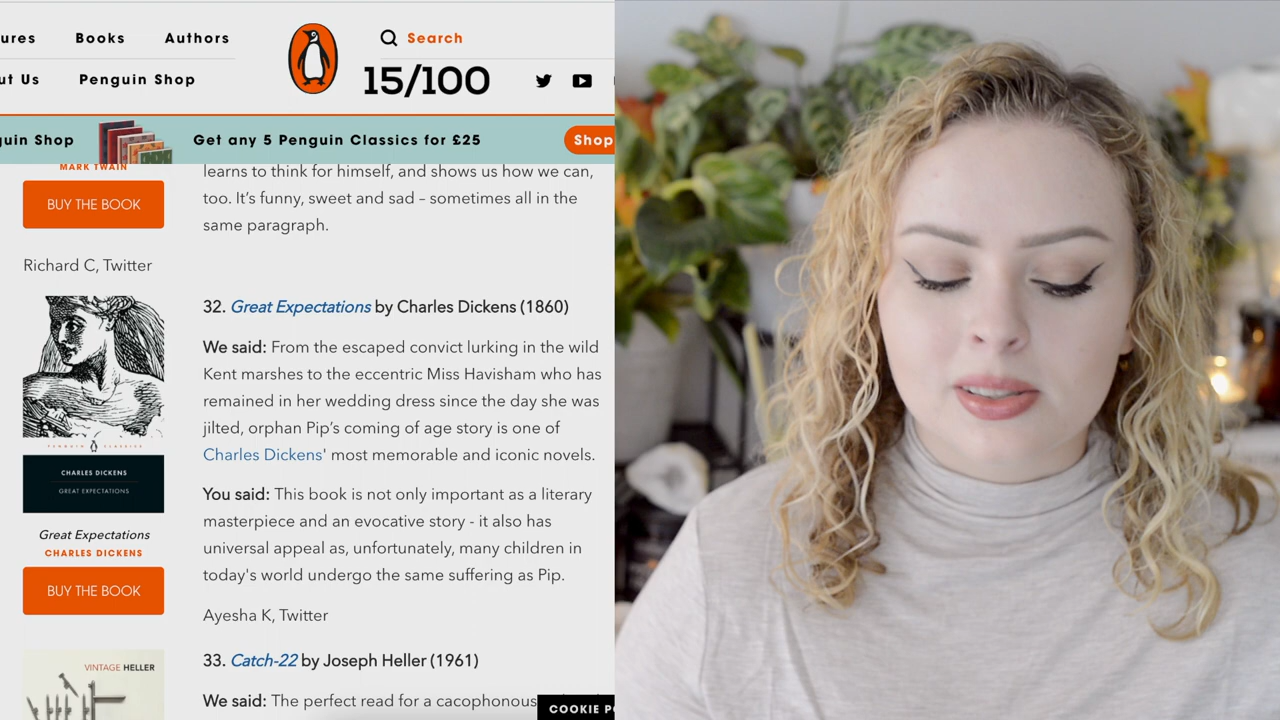 ures Books Authors
Search
ut Us Penguin Shop
15/100
guin Shop
Get any 5 Penguin Classics for £25
Shop
MARK TWAIN
BUY THE BOOK
learns to think for himself, and shows us how we can,
too. It's funny, sweet and sad – sometimes all in the
same paragraph.
Richard C, Twitter
32. Great Expectations by Charles Dickens (1860)
We said: From the escaped convict lurking in the wild
Kent marshes to the eccentric Miss Havisham who has
remained in her wedding dress since the day she was
jilted, orphan Pip's coming of age story is one of
Charles Dickens' most memorable and iconic novels.
You said: This book is not only important as a literary
masterpiece and an evocative story - it also has
universal appeal as, unfortunately, many children in
today's world undergo the same suffering as Pip.
Ayesha K, Twitter
PENGUIN CLASSICS
CHARLES DICKENS
GREAT EXPECTATIONS
Great Expectations
CHARLES DICKENS
BUY THE BOOK
33. Catch-22 by Joseph Heller (1961)
We said: The perfect read for a cacophonous
VINTAGE HELLER
COOKIE PO